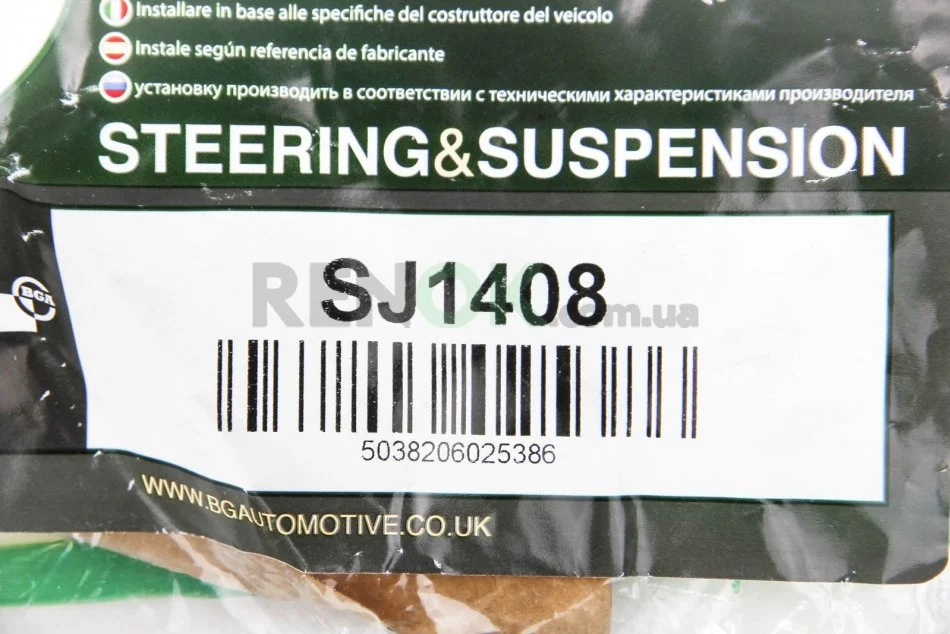 Installare in base alle specifiche del costruttore del veicolo
Instale según referencia de fabricante
установку производить в соответствии с техническими характеристиками производителя
STEERING&SUSPENSION
SJ1408
BGA
5038206025386
WWW.BGAUTOMOTIVE.CO.UK